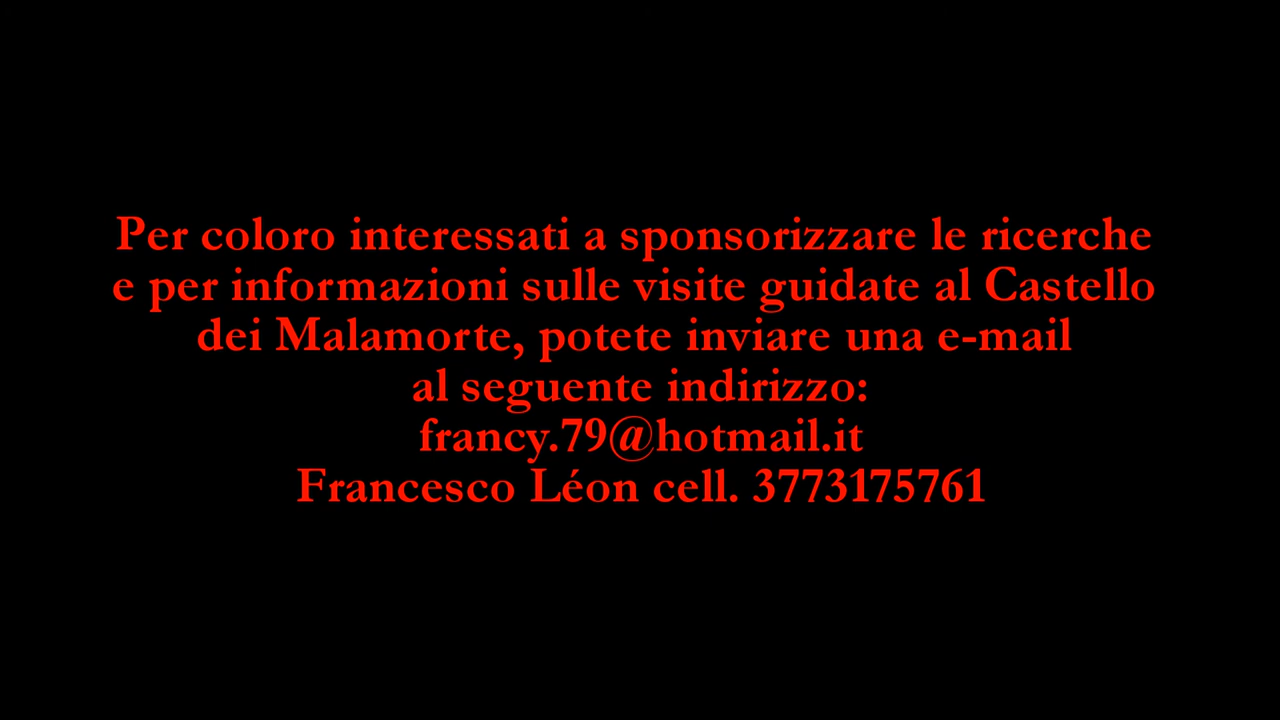 Per coloro interessati a sponsorizzare le ricerche
e per informazioni sulle visite guidate al Castello
dei Malamorte, potete inviare una e-mail
al seguente indirizzo:
francy.79@hotmail.it
Francesco Léon cell. 3773175761